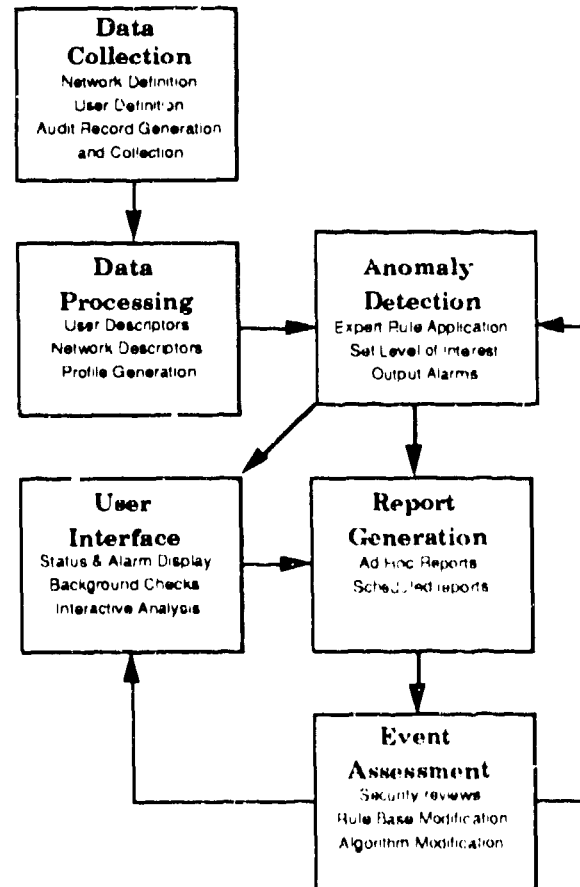 Data
Collection
Network Definition
User Definition
Audit Record Generation
and Collection
Data
Processing
User Descriptors
Network Descriptors
Profile Generation
Anomaly
Detection
Expert Rule Application
Set Level of Interest
Output Alarms
User
Interface
Status & Alarm Display
Background Checks
Interactive Analysis
Report
Generation
Ad Hoc Reports
Scheduled reports
Event
Assessment
Security reviews
Rule Base Modification
Algorithm Modification